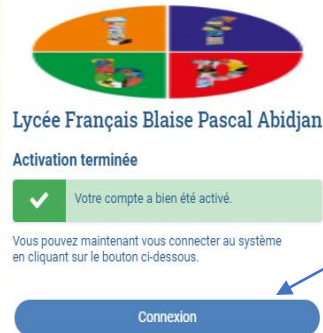 l f
b p
Lycée Français Blaise Pascal Abidjan
Activation terminée
Votre compte a bien été activé.
Vous pouvez maintenant vous connecter au système
en cliquant sur le bouton ci-dessous.
Connexion